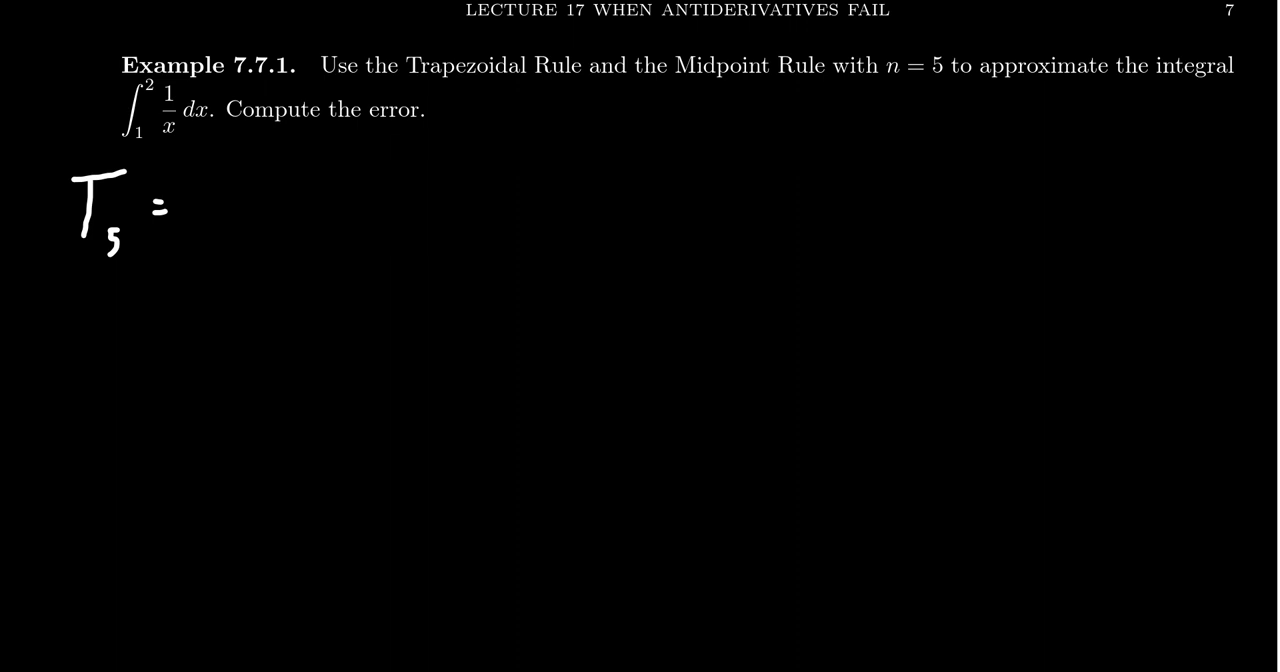 LECTURE 17 WHEN ANTIDERIVATIVES FAIL 7
Example 7.7.1. Use the Trapezoidal Rule and the Midpoint Rule with n = 5 to approximate the integral
∫₁² 1/x dx. Compute the error.
T₅ =